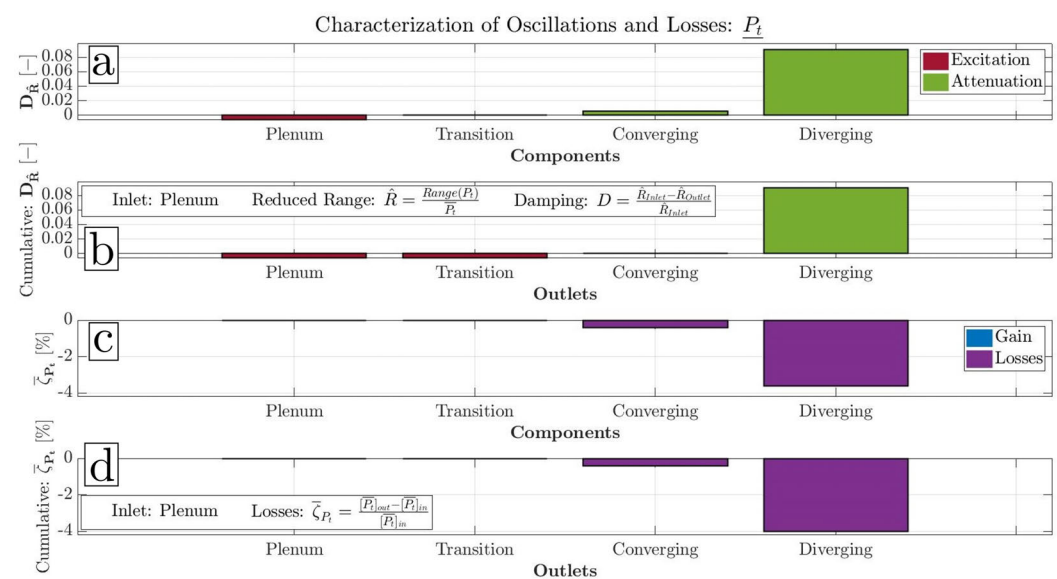 Characterization of Oscillations and Losses: P_t
a
D_R̂ [−]
0.08
0.06
0.04
0.02
0
Excitation
Attenuation
Plenum Transition Converging Diverging
Components
b
Cumulative: D_R̂ [−]
0.08
0.06
0.04
0.02
0
Inlet: Plenum Reduced Range: R̂ = Range(P_t) / P̅_t Damping: D = (R̂_Inlet − R̂_Outlet) / R̂_Inlet
Plenum Transition Converging Diverging
Outlets
c
ζ̅_P_t [%]
0
-2
-4
Gain
Losses
Plenum Transition Converging Diverging
Components
d
Cumulative: ζ̅_P_t [%]
0
-2
-4
Inlet: Plenum Losses: ζ̅_P_t = ([P̅_t]_out − [P̅_t]_in) / [P̅_t]_in
Plenum Transition Converging Diverging
Outlets